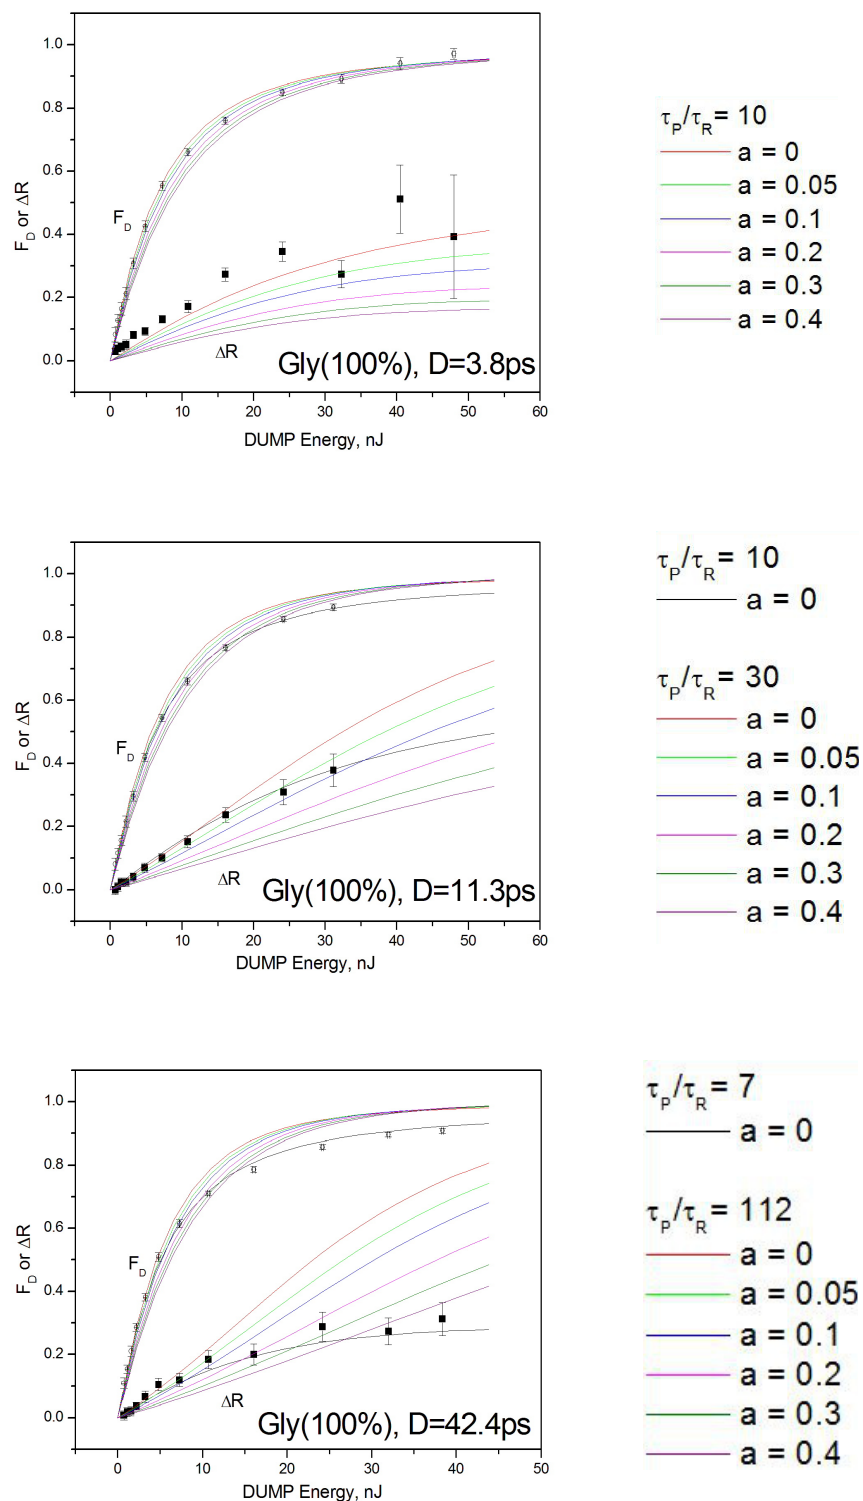 F_D or ΔR
1.0
0.8
0.6
0.4
0.2
0.0
F_D
ΔR
Gly(100%), D=3.8ps
0 10 20 30 40 50 60
DUMP Energy, nJ
τ_P/τ_R= 10
a = 0
a = 0.05
a = 0.1
a = 0.2
a = 0.3
a = 0.4
F_D or ΔR
1.0
0.8
0.6
0.4
0.2
0.0
F_D
ΔR
Gly(100%), D=11.3ps
0 10 20 30 40 50 60
DUMP Energy, nJ
τ_P/τ_R= 10
a = 0
τ_P/τ_R= 30
a = 0
a = 0.05
a = 0.1
a = 0.2
a = 0.3
a = 0.4
F_D or ΔR
1.0
0.8
0.6
0.4
0.2
0.0
F_D
ΔR
Gly(100%), D=42.4ps
0 10 20 30 40 50
DUMP Energy, nJ
τ_P/τ_R= 7
a = 0
τ_P/τ_R= 112
a = 0
a = 0.05
a = 0.1
a = 0.2
a = 0.3
a = 0.4